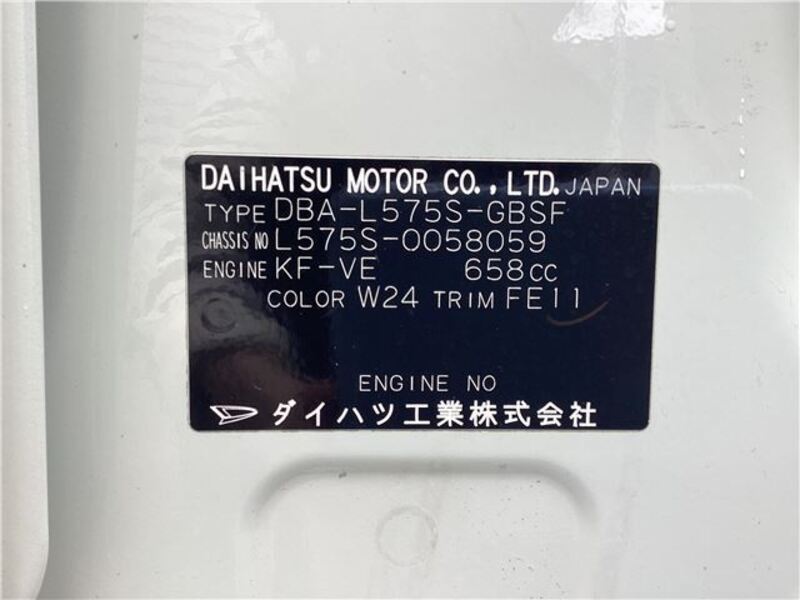 DAIHATSU MOTOR CO., LTD. JAPAN
TYPE DBA-L575S-GBSF
CHASSIS NO L575S-0058059
ENGINE KF-VE 658CC
COLOR W24 TRIM FE11
ENGINE NO
ダイハツ工業株式会社